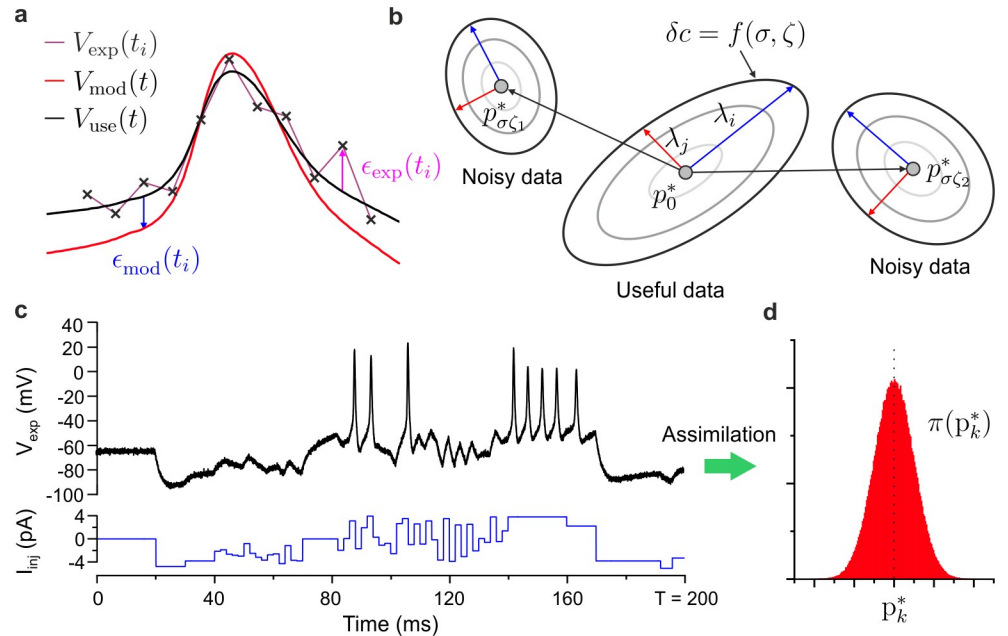 a
V_exp(t_i)
V_mod(t)
V_use(t)
ϵ_exp(t_i)
ϵ_mod(t_i)
b
δc = f(σ, ζ)
p*_σζ₁
λ_i
λ_j
p*_0
p*_σζ₂
Noisy data
Noisy data
Useful data
c
40
20
0
-20
-40
-60
-80
-100
V_exp (mV)
4
0
-4
I_inj (pA)
0 40 80 120 160 T = 200
Time (ms)
Assimilation
d
π(p*_k)
p*_k